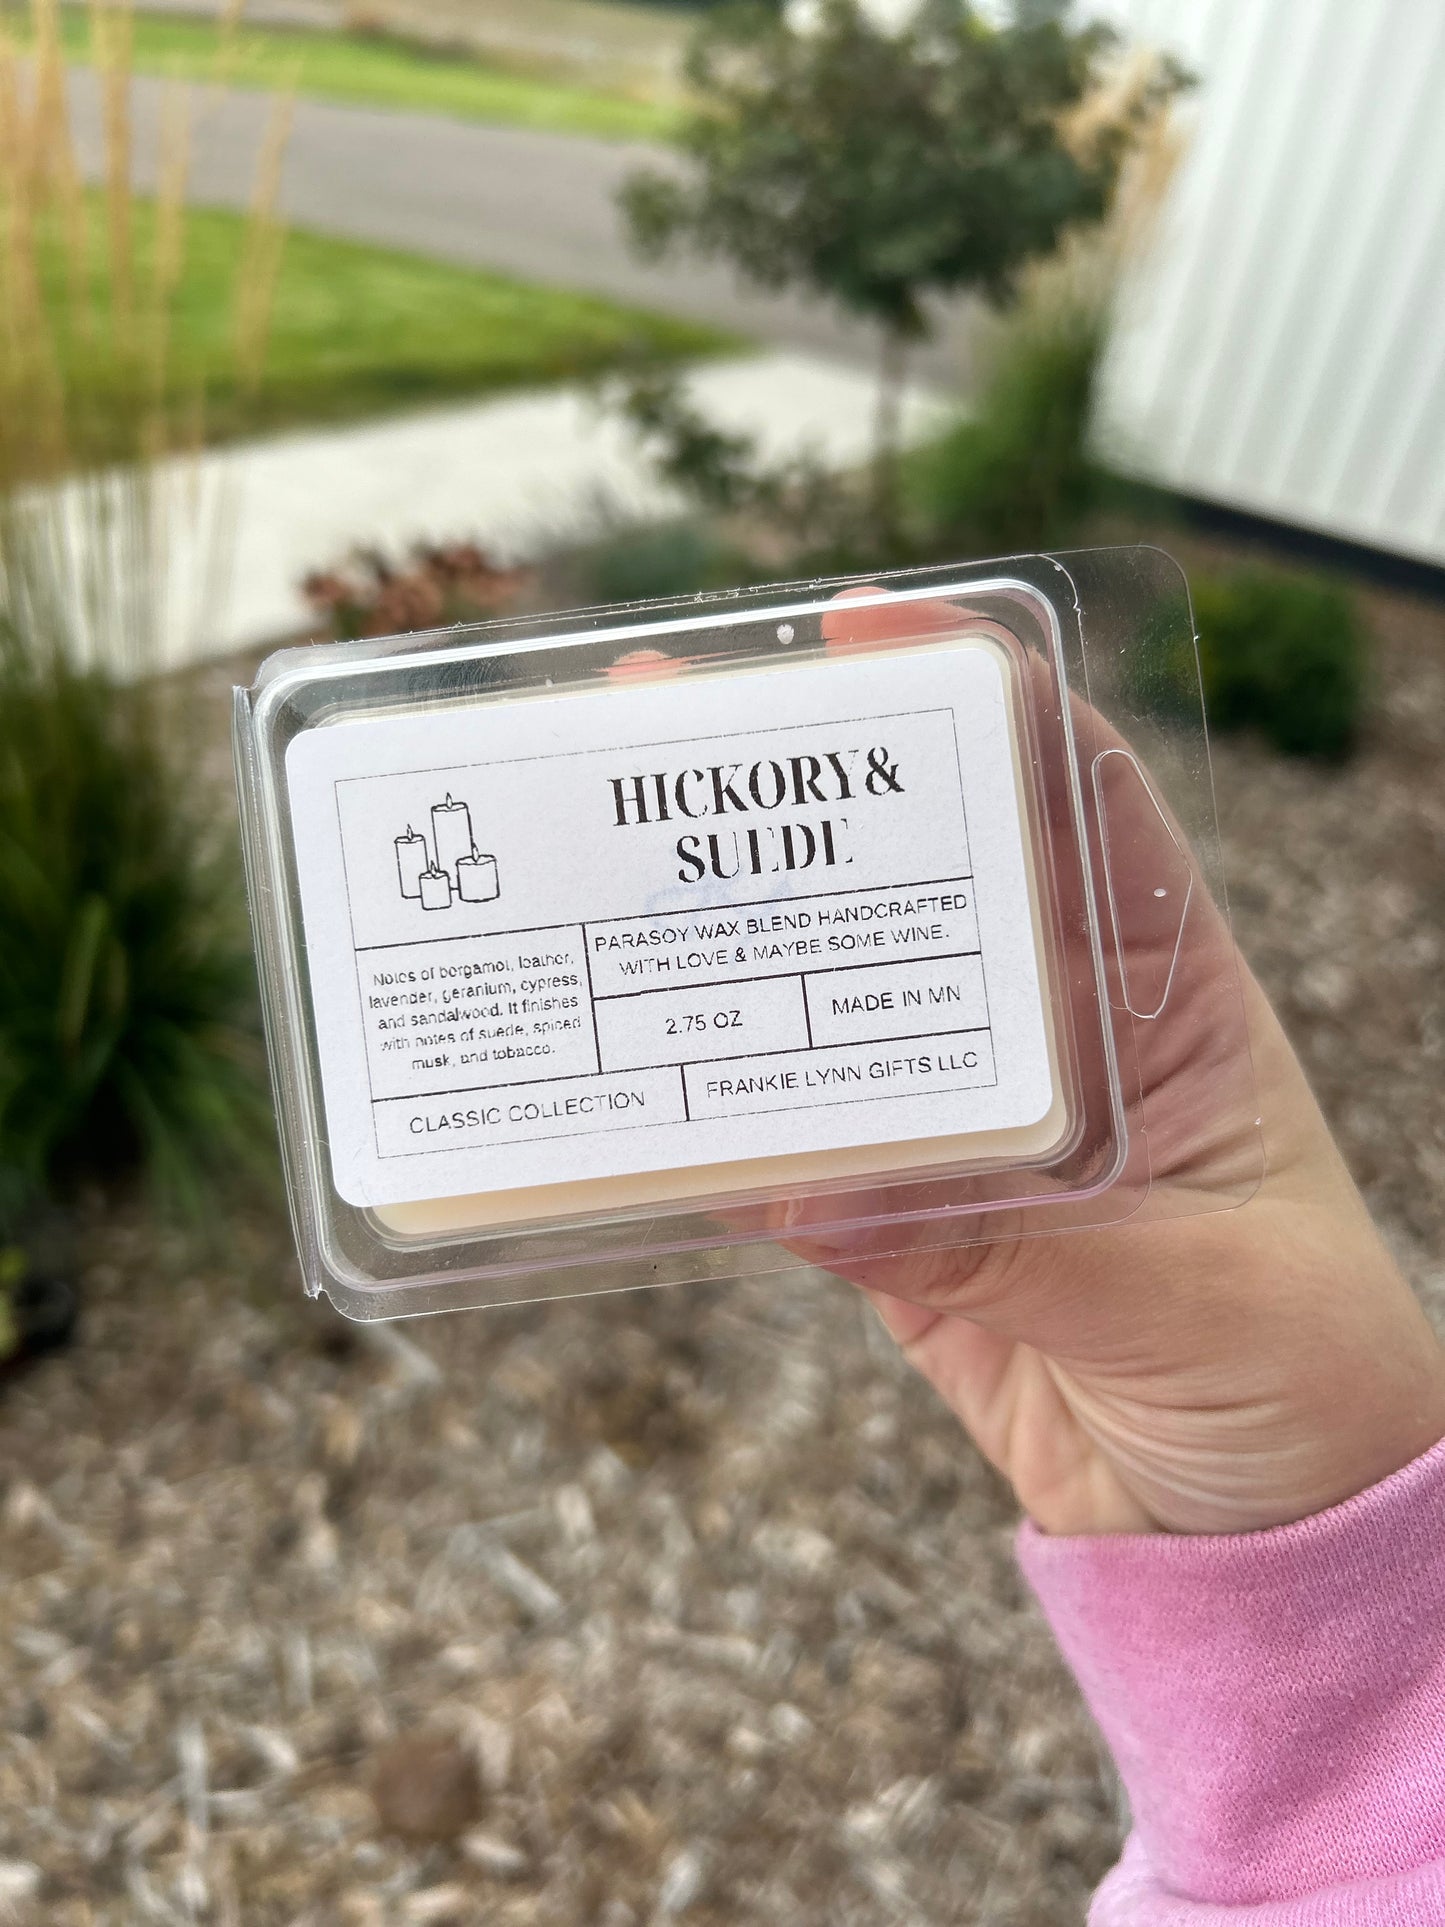 HICKORY &
SUEDE
PARASOY WAX BLEND HANDCRAFTED
WITH LOVE & MAYBE SOME WINE.
Notes of bergamot, leather,
lavender, geranium, cypress,
and sandalwood. It finishes
with notes of suede, spiced
musk, and tobacco.
2.75 OZ
MADE IN MN
CLASSIC COLLECTION
FRANKIE LYNN GIFTS LLC